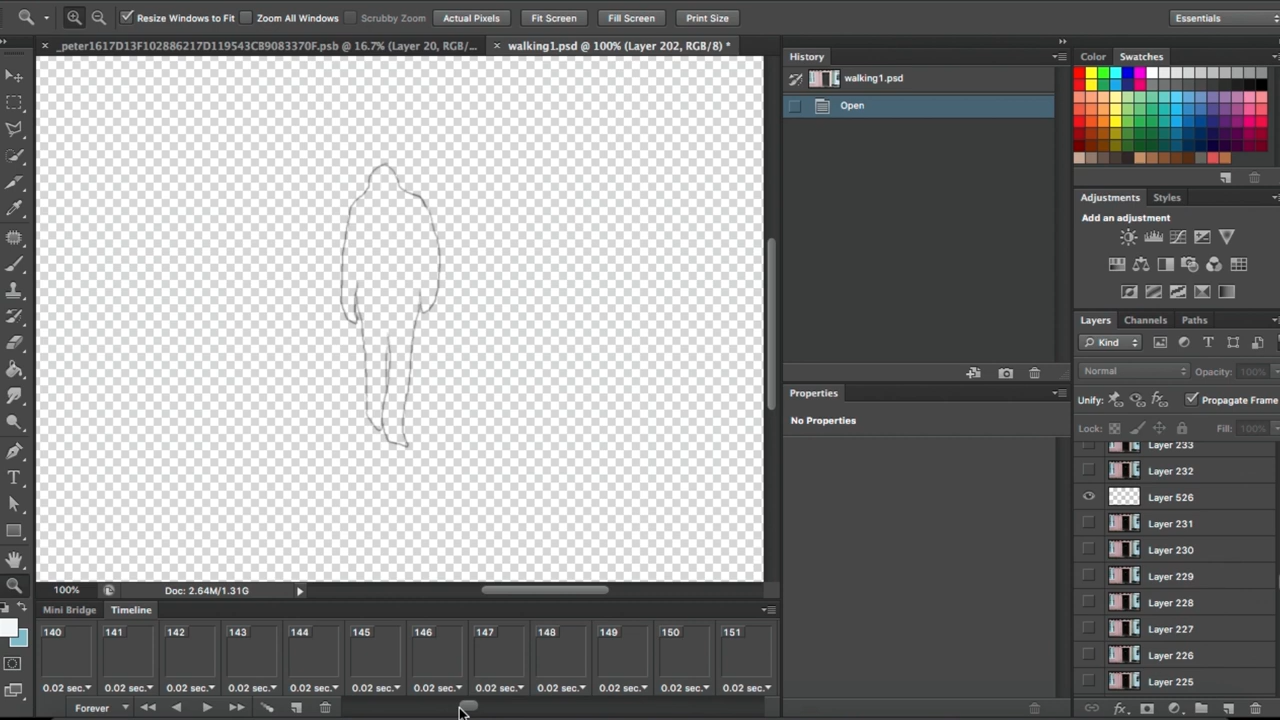 Resize Windows to Fit Zoom All Windows Scrubby Zoom Actual Pixels Fit Screen Fill Screen Print Size Essentials
_peter1617D13F102886217D119543CB9083370F.psb @ 16.7% (Layer 20, RGB/... walking1.psd @ 100% (Layer 202, RGB/8) *
History
walking1.psd
Open
Properties
No Properties
Color Swatches
Adjustments Styles
Add an adjustment
Layers Channels Paths
Kind
Normal Opacity: 100%
Unify: Propagate Frame
Lock: Fill: 100%
Layer 233
Layer 232
Layer 526
Layer 231
Layer 230
Layer 229
Layer 228
Layer 227
Layer 226
Layer 225
100% Doc: 2.64M/1.31G
Mini Bridge Timeline
140 141 142 143 144 145 146 147 148 149 150 151
0.02 sec. 0.02 sec. 0.02 sec. 0.02 sec. 0.02 sec. 0.02 sec. 0.02 sec. 0.02 sec. 0.02 sec. 0.02 sec. 0.02 sec. 0.02 sec.
Forever